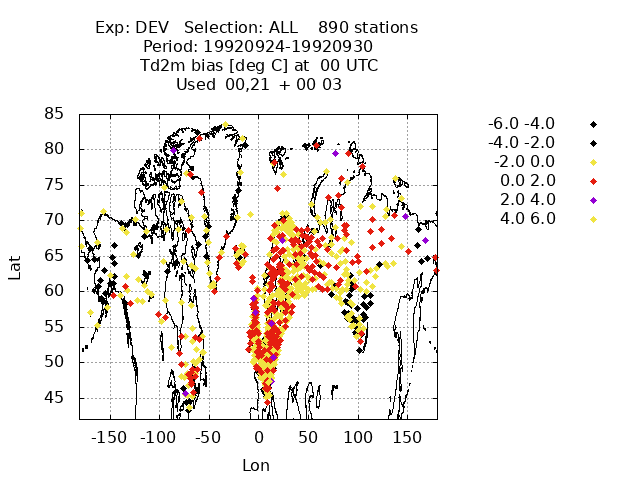 Exp: DEV Selection: ALL 890 stations
Period: 19920924-19920930
Td2m bias [deg C] at 00 UTC
Used 00,21 + 00 03
85
80
75
70
65
60
55
50
45
Lat
-150 -100 -50 0 50 100 150
Lon
-6.0 -4.0
-4.0 -2.0
-2.0 0.0
0.0 2.0
2.0 4.0
4.0 6.0